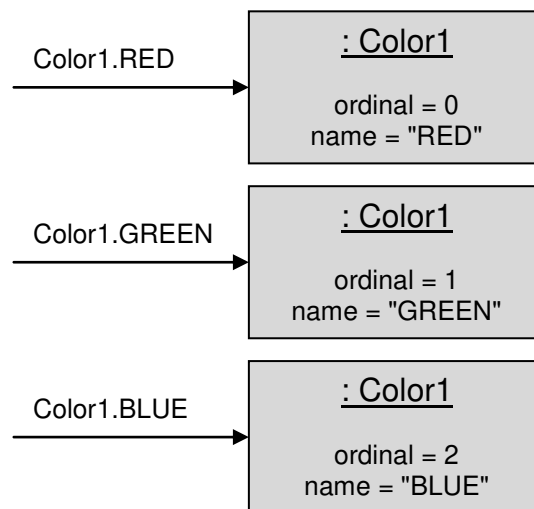 Color1.RED
: Color1
ordinal = 0
name = "RED"
Color1.GREEN
: Color1
ordinal = 1
name = "GREEN"
Color1.BLUE
: Color1
ordinal = 2
name = "BLUE"